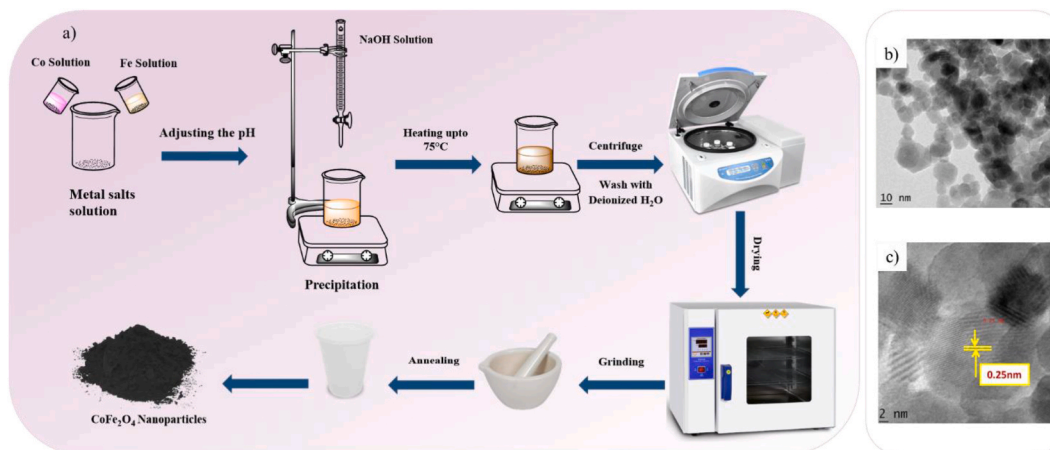 a)
Co Solution
Fe Solution
Metal salts
solution
Adjusting the pH
NaOH Solution
Precipitation
Heating upto
75°C
Centrifuge
Wash with
Deionized H₂O
Drying
Grinding
Annealing
CoFe₂O₄ Nanoparticles
b)
10 nm
c)
0.25nm
2 nm